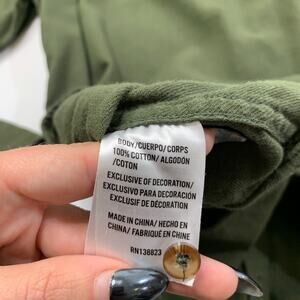 BODY/CUERPO/CORPS
100% COTTON/ ALGODÓN
/COTON
EXCLUSIVE OF DECORATION/
EXCLUSIVO PARA DECORACIÓN
EXCLUSIF DE DÉCORATION
MADE IN CHINA/ HECHO EN
CHINA/ FABRIQUÉ EN CHINE
RN138823